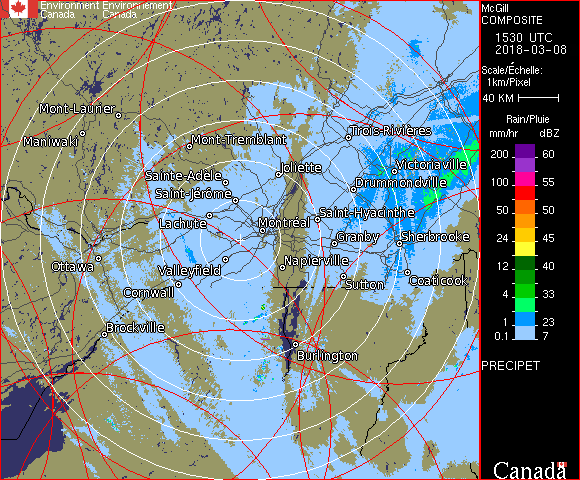 Environment Environnement
Canada Canada
McGill
COMPOSITE
1530 UTC
2018-03-08
Scale/Échelle:
1km/Pixel
40 KM
Rain/Pluie
mm/hr dBZ
200 60
100 55
50 50
24 45
12 40
4 33
2 23
0.1 7
PRECIPET
Canada
Mont-Laurier
Maniwaki
Mont-Tremblant
Trois-Rivières
Joliette
Victoriaville
Sainte-Adèle
Drummondville
Saint-Jérôme
Lachute
Saint-Hyacinthe
Montréal
Granby
Sherbrooke
Ottawa
Valleyfield
Napierville
Sutton
Coaticook
Cornwall
Brockville
Burlington